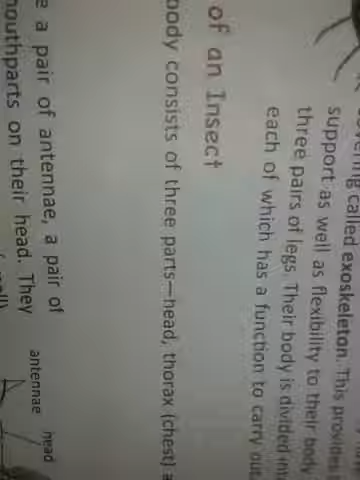 called exoskeleton. This provides
support as well as flexibility to their body
three pairs of legs. Their body is divided
each of which has a function to carry out
of an Insect
body consists of three parts—head, thorax (chest)
a pair of antennae, a pair of
mouthparts on their head. They
antennae
head